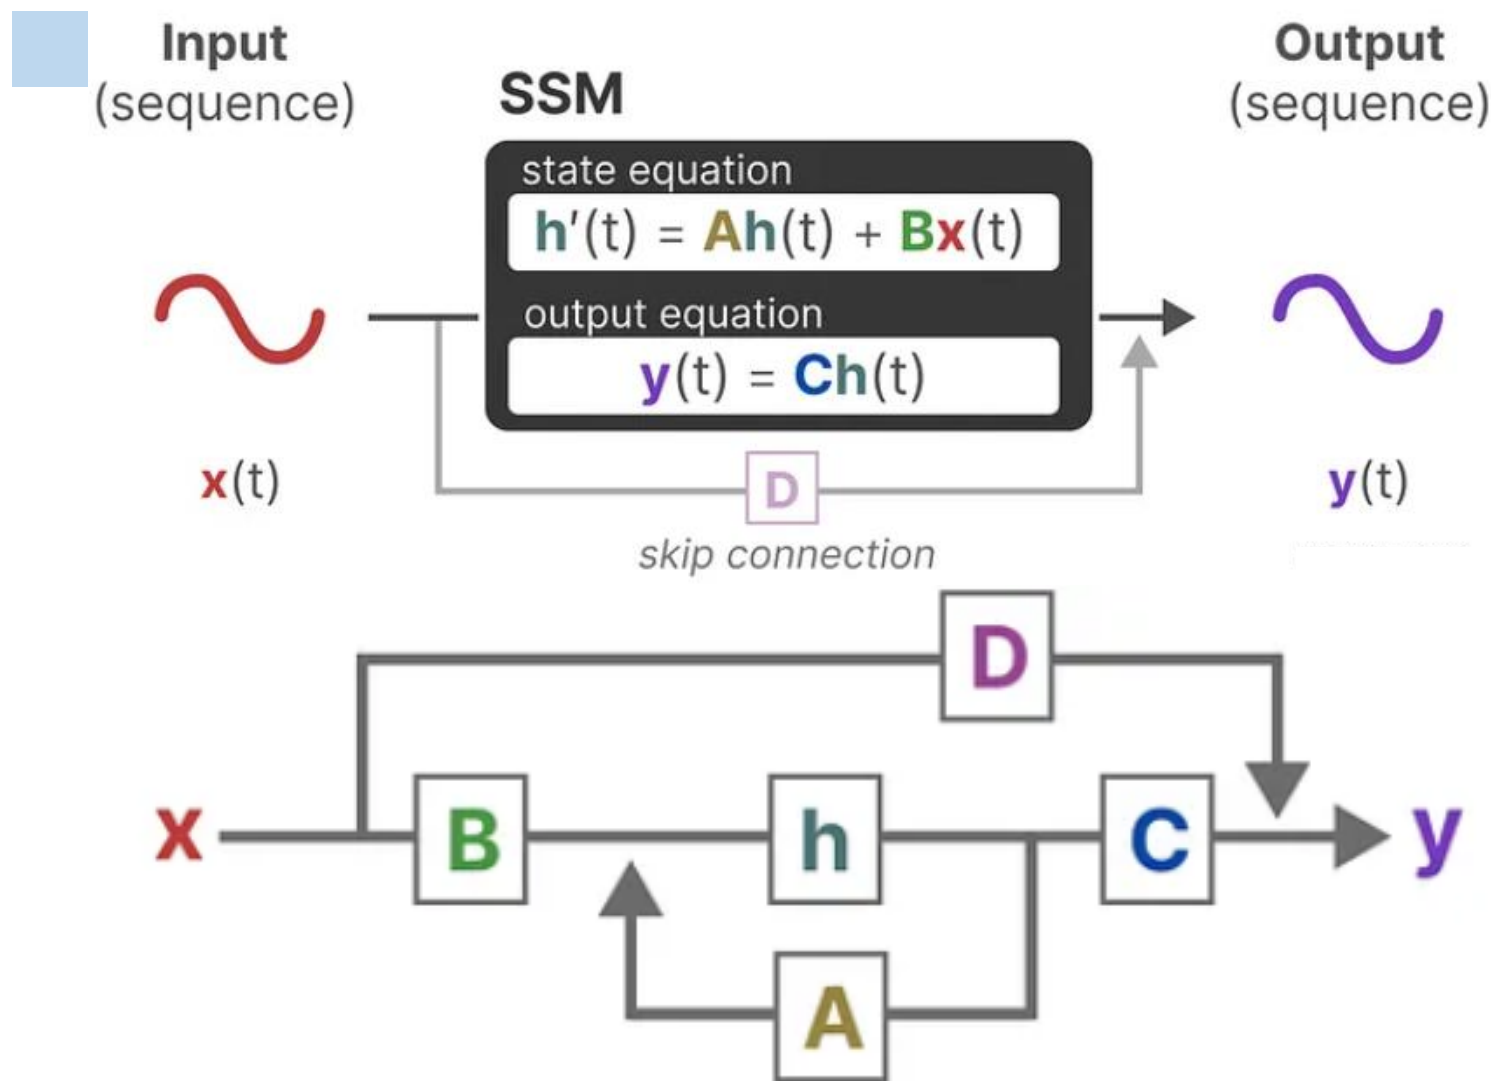 Input
(sequence)
SSM
Output
(sequence)
state equation
h′(t) = Ah(t) + Bx(t)
output equation
y(t) = Ch(t)
x(t)
D
y(t)
skip connection
D
x
B
h
C
y
A